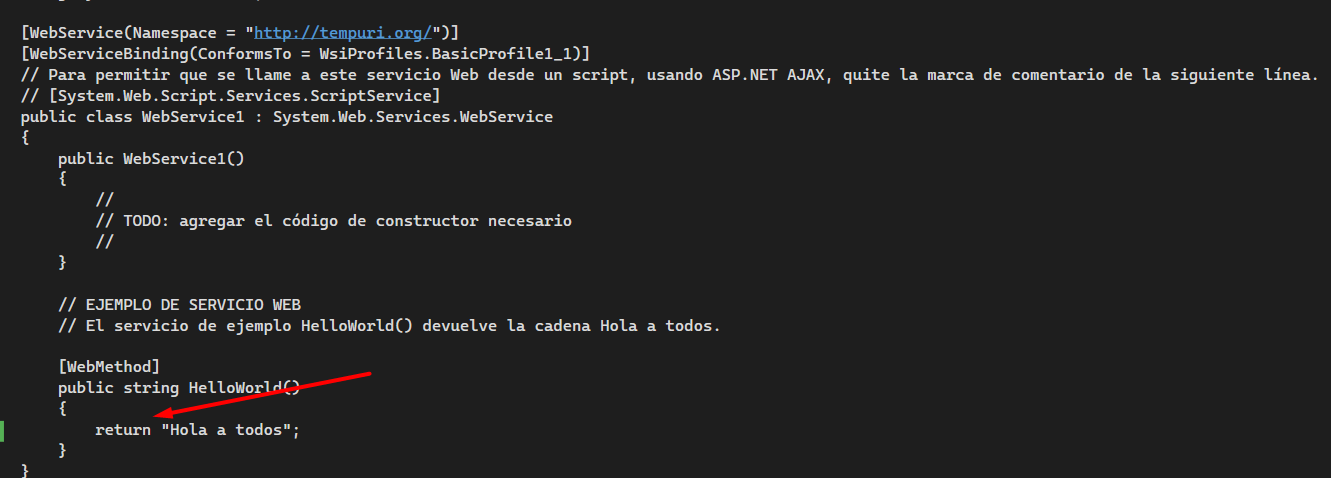 [WebService(Namespace = "http://tempuri.org/")]
[WebServiceBinding(ConformsTo = WsiProfiles.BasicProfile1_1)]
// Para permitir que se llame a este servicio Web desde un script, usando ASP.NET AJAX, quite la marca de comentario de la siguiente línea.
// [System.Web.Script.Services.ScriptService]
public class WebService1 : System.Web.Services.WebService
{
    public WebService1()
    {
        //
        // TODO: agregar el código de constructor necesario
        //
    }

    // EJEMPLO DE SERVICIO WEB
    // El servicio de ejemplo HelloWorld() devuelve la cadena Hola a todos.

    [WebMethod]
    public string HelloWorld()
    {
        return "Hola a todos";
    }
}